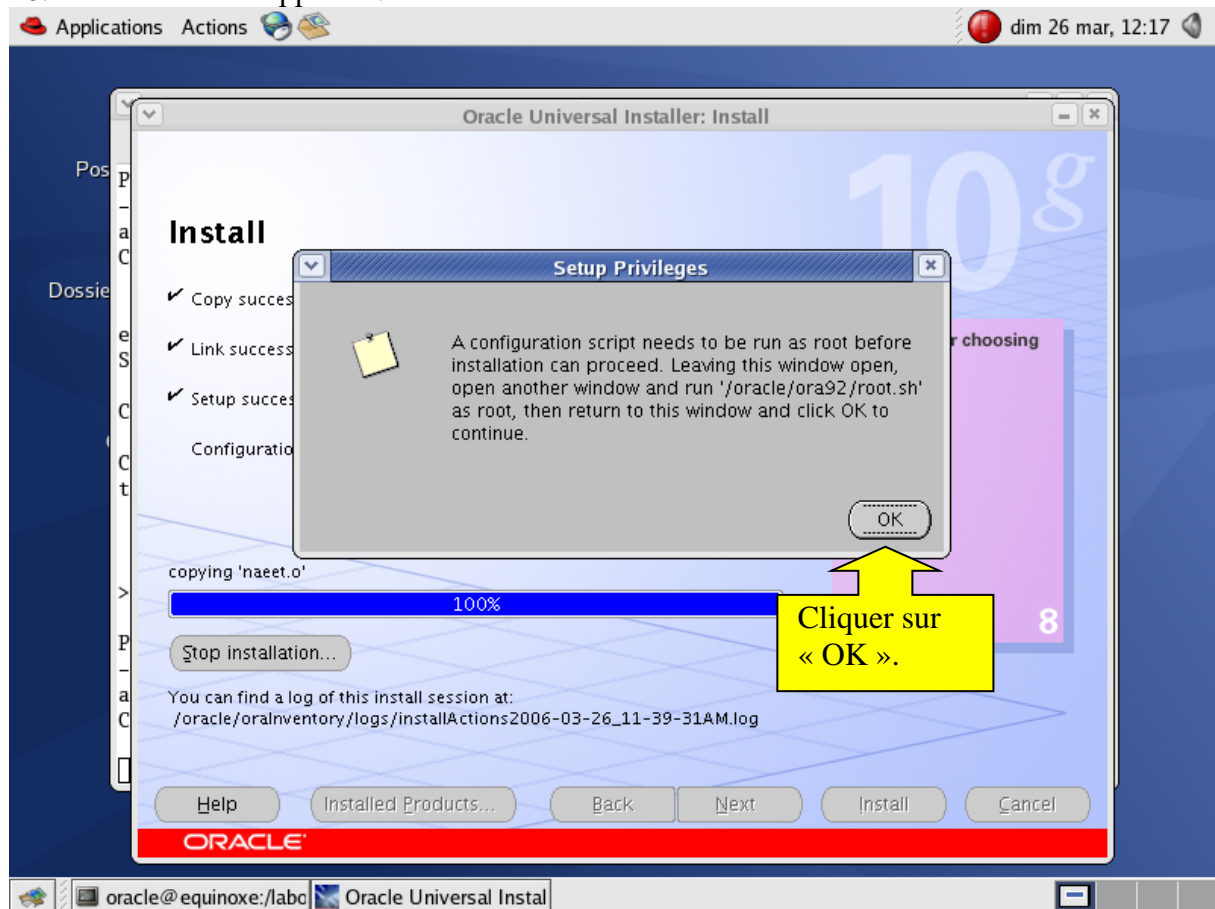 Applications Actions
dim 26 mar, 12:17
Oracle Universal Installer: Install
Pos
Dossie
10g
Install
Copy succes
Link success
Setup succes
Configuratio
r choosing
Setup Privileges
A configuration script needs to be run as root before
installation can proceed. Leaving this window open,
open another window and run '/oracle/ora92/root.sh'
as root, then return to this window and click OK to
continue.
OK
copying 'naeet.o'
100%
8
Cliquer sur
« OK ».
Stop installation...
You can find a log of this install session at:
/oracle/oraInventory/logs/installActions2006-03-26_11-39-31AM.log
Help Installed Products... Back Next Install Cancel
ORACLE
oracle@equinoxe:/labo Oracle Universal Instal